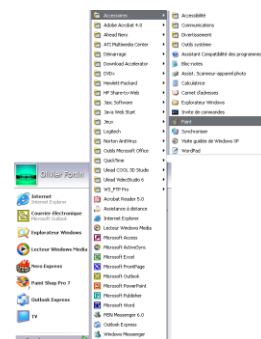 Accessoires
Adobe Acrobat 4.0
Ahead Nero
ATI Multimedia Center
Démarrage
Download Accelerator
DVDx
Hewlett-Packard
HP Share-to-Web
Jasc Software
Java Web Start
Jeux
Logitech
Norton AntiVirus
Outils Microsoft Office
QuickTime
Ulead COOL 3D Studio
Ulead VideoStudio 6
WS_FTP Pro
Acrobat Reader 5.0
Assistance à distance
Internet Explorer
Lecteur Windows Media
Microsoft Access
Microsoft ActiveSync
Microsoft Excel
Microsoft FrontPage
Microsoft Outlook
Microsoft PowerPoint
Microsoft Publisher
Microsoft Word
MSN Messenger 6.0
Outlook Express
Windows Messenger
Accessibilité
Communications
Divertissement
Outils système
Assistant Compatibilité des programmes
Bloc-notes
Assist. Scanneur-appareil photo
Calculatrice
Carnet d'adresses
Explorateur Windows
Invite de commandes
Paint
Synchroniser
Visite guidée de Windows XP
WordPad
Olivier Fortin
Internet
Internet Explorer
Courrier électronique
Microsoft Outlook
Explorateur Windows
Lecteur Windows Media
Nero Express
Paint Shop Pro 7
Outlook Express
TV